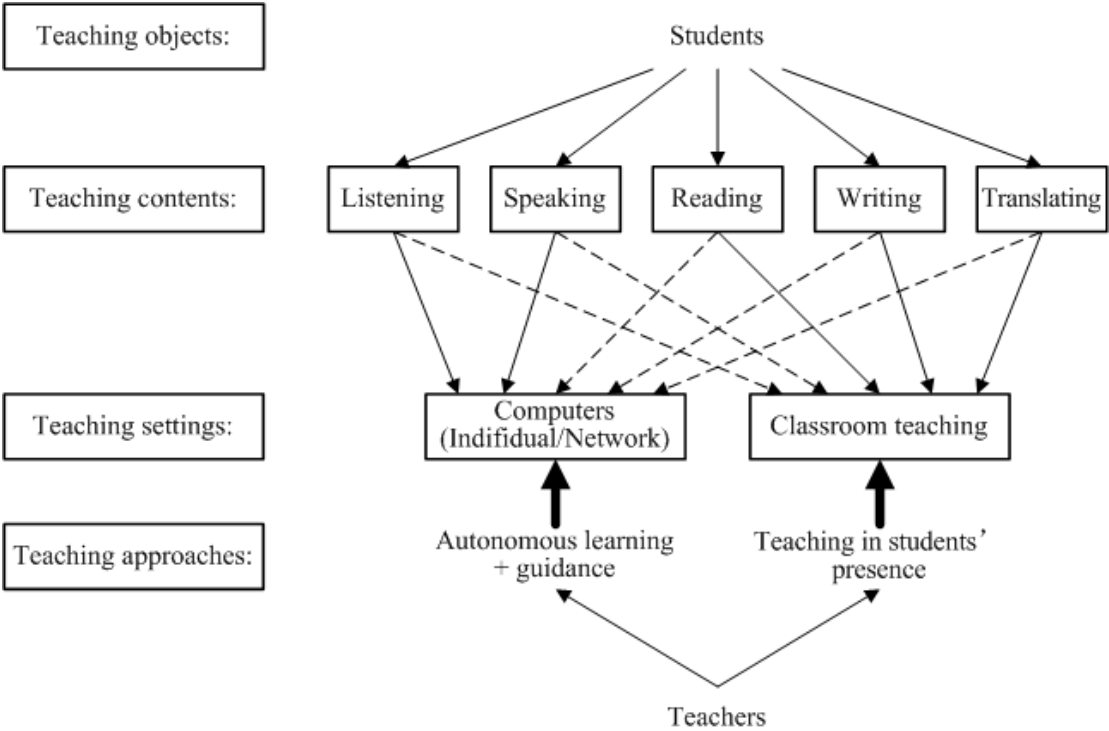 Teaching objects:
Students
Teaching contents:
Listening
Speaking
Reading
Writing
Translating
Teaching settings:
Computers
(Indifidual/Network)
Classroom teaching
Teaching approaches:
Autonomous learning
+ guidance
Teaching in students’
presence
Teachers